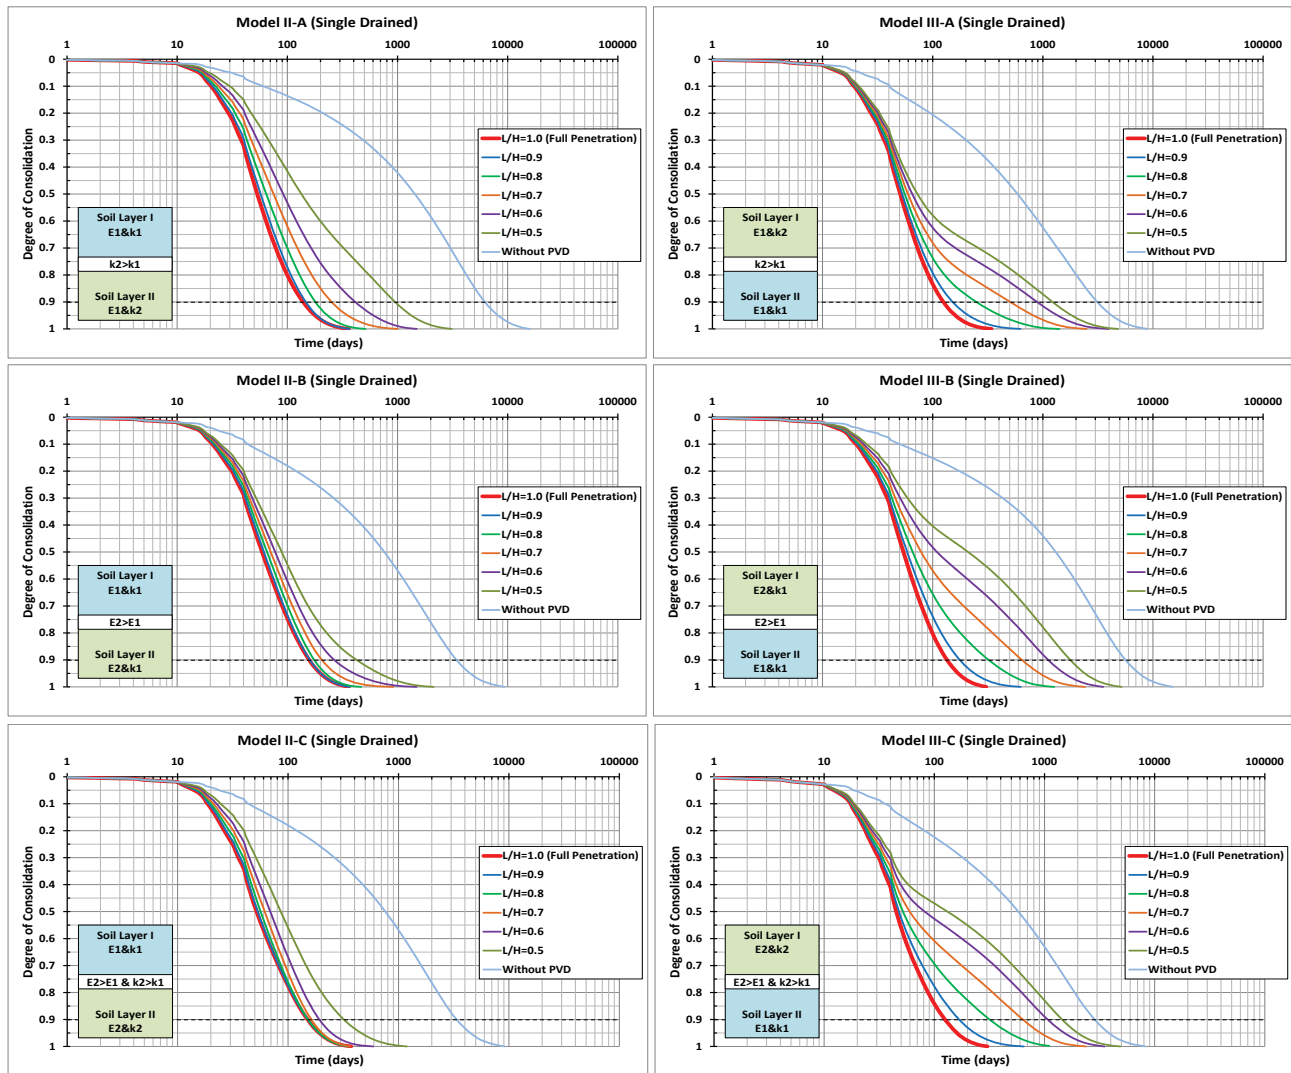 Model II-A (Single Drained)
1 10 100 1000 10000 100000
0
0.1
0.2
0.3
0.4
0.5
0.6
0.7
0.8
0.9
1
Degree of Consolidation
L/H=1.0 (Full Penetration)
L/H=0.9
L/H=0.8
L/H=0.7
L/H=0.6
L/H=0.5
Without PVD
Soil Layer I
E1&k1
k2>k1
Soil Layer II
E1&k2
Time (days)
Model III-A (Single Drained)
1 10 100 1000 10000 100000
0
0.1
0.2
0.3
0.4
0.5
0.6
0.7
0.8
0.9
1
Degree of Consolidation
L/H=1.0 (Full Penetration)
L/H=0.9
L/H=0.8
L/H=0.7
L/H=0.6
L/H=0.5
Without PVD
Soil Layer I
E1&k2
k2>k1
Soil Layer II
E1&k1
Time (days)
Model II-B (Single Drained)
1 10 100 1000 10000 100000
0
0.1
0.2
0.3
0.4
0.5
0.6
0.7
0.8
0.9
1
Degree of Consolidation
L/H=1.0 (Full Penetration)
L/H=0.9
L/H=0.8
L/H=0.7
L/H=0.6
L/H=0.5
Without PVD
Soil Layer I
E1&k1
E2>E1
Soil Layer II
E2&k1
Time (days)
Model III-B (Single Drained)
1 10 100 1000 10000 100000
0
0.1
0.2
0.3
0.4
0.5
0.6
0.7
0.8
0.9
1
Degree of Consolidation
L/H=1.0 (Full Penetration)
L/H=0.9
L/H=0.8
L/H=0.7
L/H=0.6
L/H=0.5
Without PVD
Soil Layer I
E2&k1
E2>E1
Soil Layer II
E1&k1
Time (days)
Model II-C (Single Drained)
1 10 100 1000 10000 100000
0
0.1
0.2
0.3
0.4
0.5
0.6
0.7
0.8
0.9
1
Degree of Consolidation
L/H=1.0 (Full Penetration)
L/H=0.9
L/H=0.8
L/H=0.7
L/H=0.6
L/H=0.5
Without PVD
Soil Layer I
E1&k1
E2>E1 & k2>k1
Soil Layer II
E2&k2
Time (days)
Model III-C (Single Drained)
1 10 100 1000 10000 100000
0
0.1
0.2
0.3
0.4
0.5
0.6
0.7
0.8
0.9
1
Degree of Consolidation
L/H=1.0 (Full Penetration)
L/H=0.9
L/H=0.8
L/H=0.7
L/H=0.6
L/H=0.5
Without PVD
Soil Layer I
E2&k2
E2>E1 & k2>k1
Soil Layer II
E1&k1
Time (days)